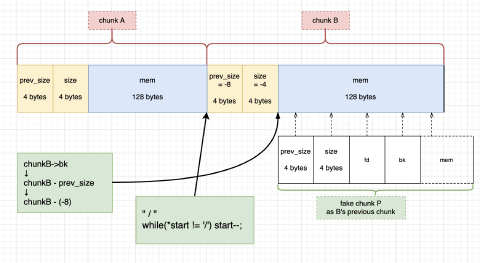 chunk A
chunk B
prev_size
4 bytes
size
4 bytes
mem
128 bytes
prev_size
= -8
4 bytes
size
= -4
4 bytes
mem
128 bytes
prev_size
4 bytes
size
4 bytes
fd
bk
mem
fake chunk P
as B's previous chunk
chunkB->bk
↓
chunkB - prev_size
↓
chunkB - (-8)
" / "
while(*start != '/') start--;